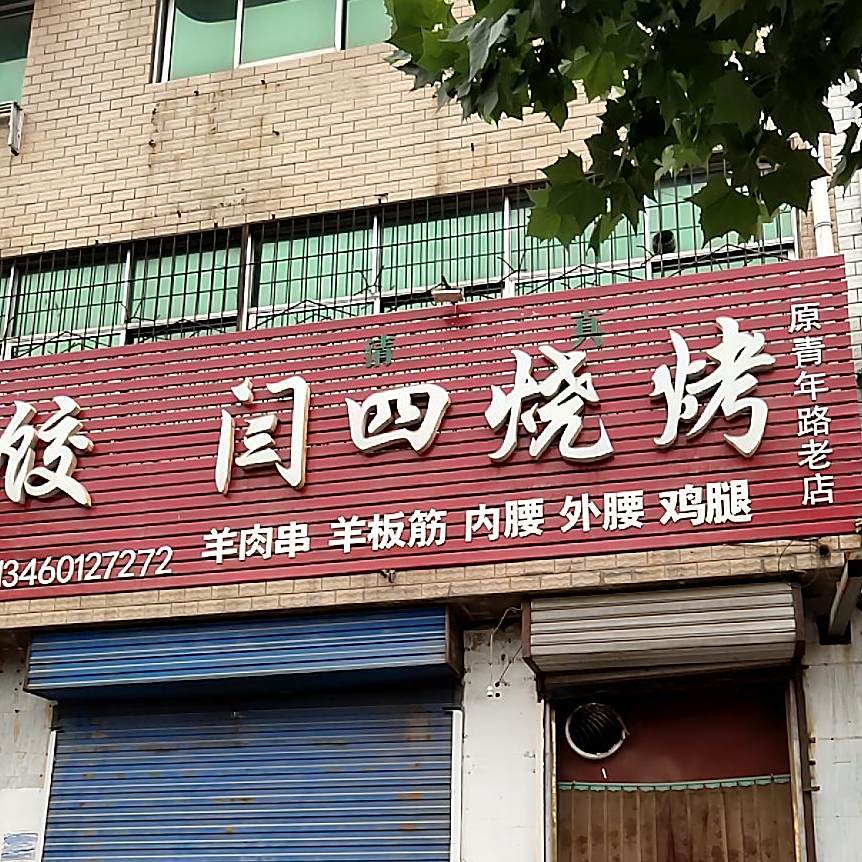 清真
饺 闫四烧烤
原青年路老店
羊肉串 羊板筋 内腰 外腰 鸡腿
13460127272